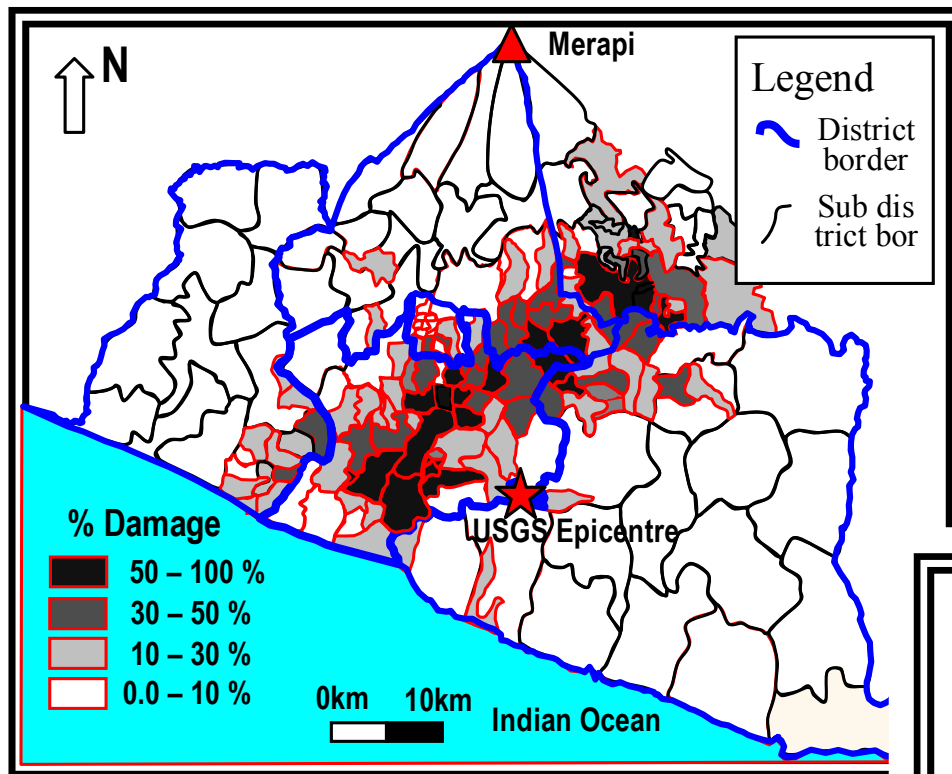 Merapi
N
Legend
District
border
Sub dis
trict bor
USGS Epicentre
% Damage
50 – 100 %
30 – 50 %
10 – 30 %
0.0 – 10 %
0km 10km
Indian Ocean